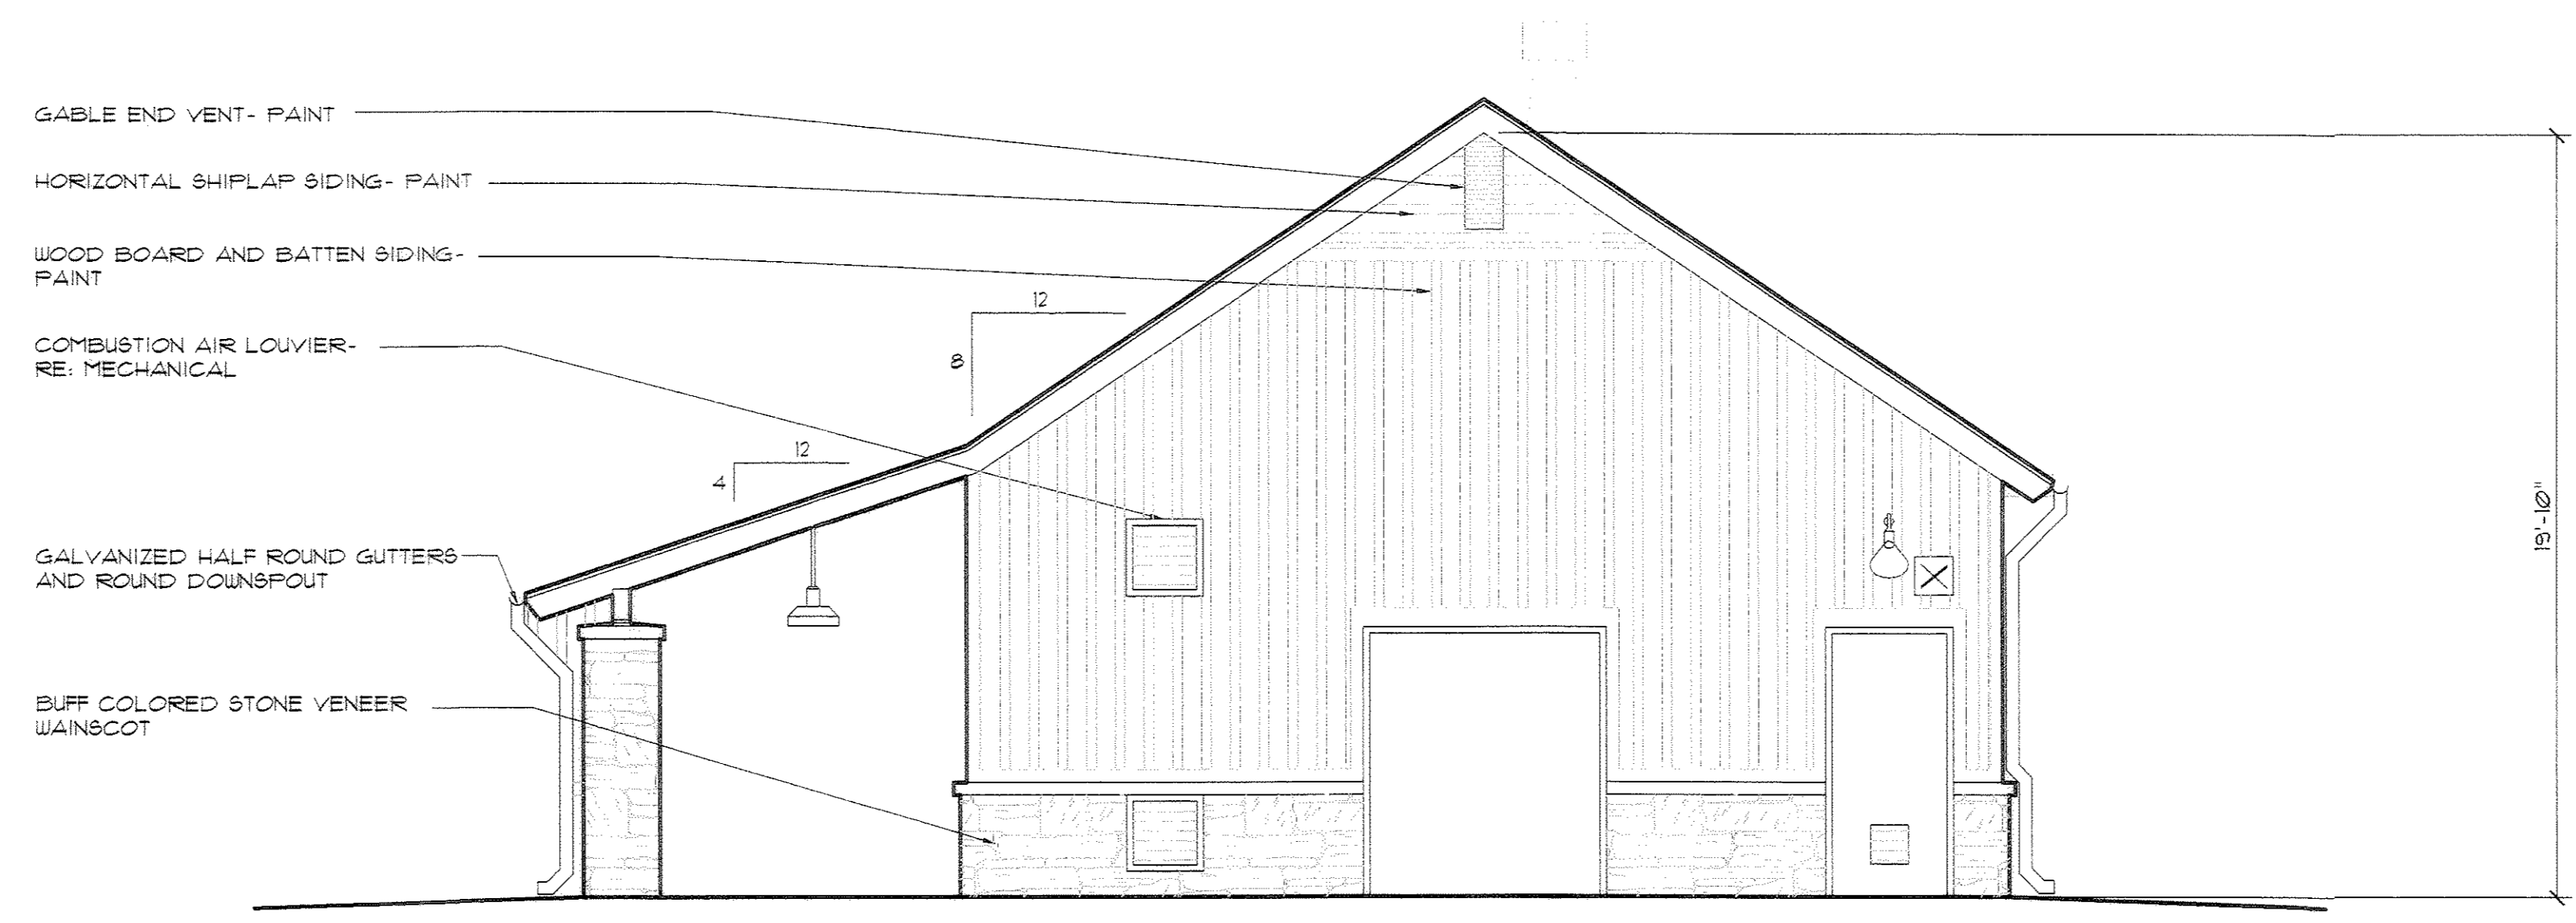 GABLE END VENT- PAINT
HORIZONTAL SHIPLAP SIDING- PAINT
WOOD BOARD AND BATTEN SIDING-
PAINT
12
COMBUSTION AIR LOUVIER-
RE: MECHANICAL
8
12
4
19'-10"
GALVANIZED HALF ROUND GUTTERS
AND ROUND DOWNSPOUT
BUFF COLORED STONE VENEER
WAINSCOT